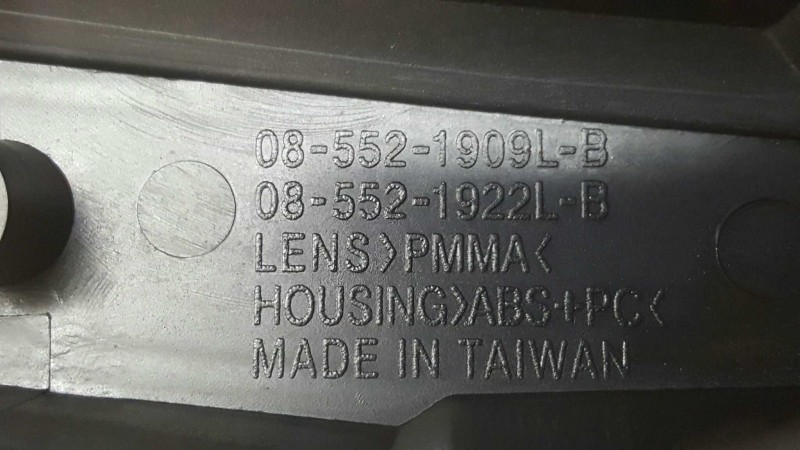 08-552-1909L-B
08-552-1922L-B
LENS>PMMA<
HOUSING>ABS+PC<
MADE IN TAIWAN